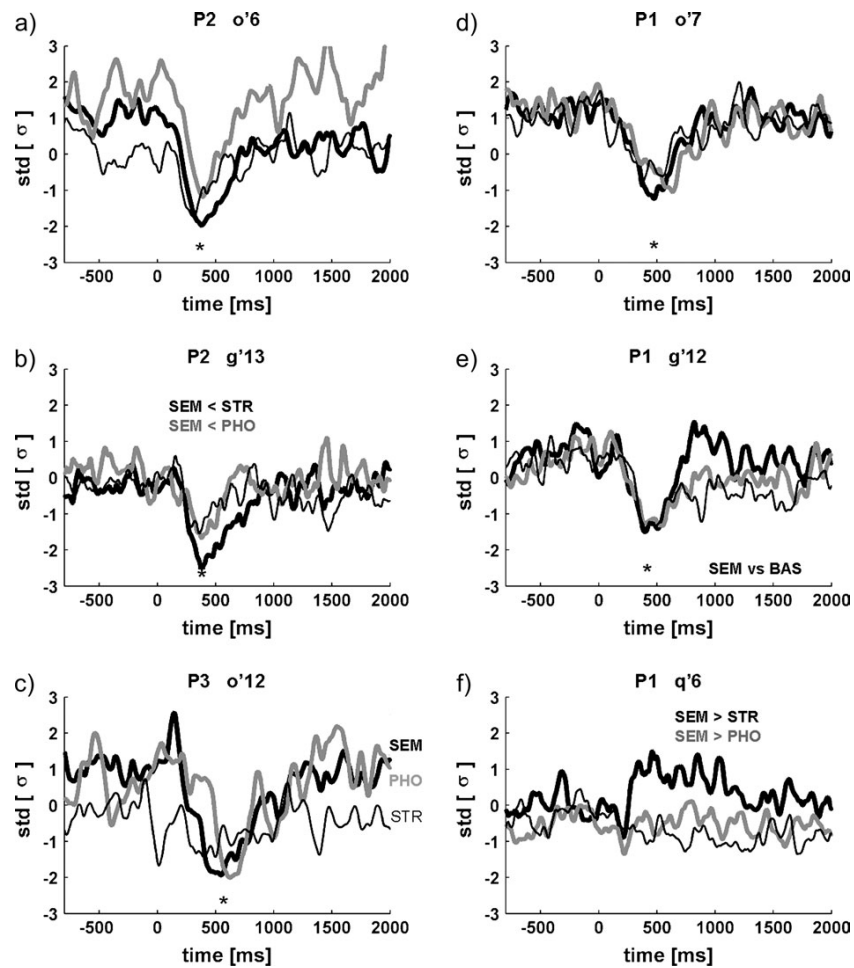 a) P2 o'6
3
2
1
0
-1
-2
-3
std [ σ ]
*
-500 0 500 1000 1500 2000
time [ms]
d) P1 o'7
3
2
1
0
-1
-2
-3
std [ σ ]
*
-500 0 500 1000 1500 2000
time [ms]
b) P2 g'13
3
2
1
0
-1
-2
-3
std [ σ ]
SEM < STR
SEM < PHO
*
-500 0 500 1000 1500 2000
time [ms]
e) P1 g'12
3
2
1
0
-1
-2
-3
std [ σ ]
*
SEM vs BAS
-500 0 500 1000 1500 2000
time [ms]
c) P3 o'12
3
2
1
0
-1
-2
-3
std [ σ ]
SEM
PHO
STR
*
-500 0 500 1000 1500 2000
time [ms]
f) P1 q'6
3
2
1
0
-1
-2
-3
std [ σ ]
SEM > STR
SEM > PHO
-500 0 500 1000 1500 2000
time [ms]